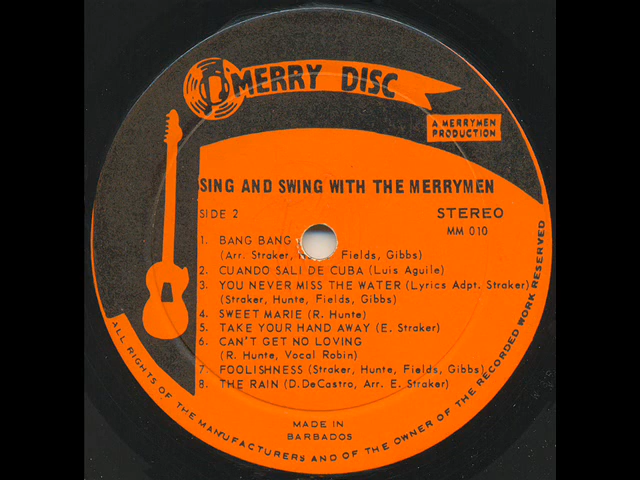 MERRY DISC
A MERRYMEN
PRODUCTION
SING AND SWING WITH THE MERRYMEN
SIDE 2
STEREO
MM 010
1. BANG BANG
(Arr. Straker, Fields, Gibbs)
2. CUANDO SALI DE CUBA (Luis Aguile)
3. YOU NEVER MISS THE WATER (Lyrics Adpt. Straker)
(Straker, Hunte, Fields, Gibbs)
4. SWEET MARIE (R. Hunte)
5. TAKE YOUR HAND AWAY (E. Straker)
6. CAN'T GET NO LOVING
(R. Hunte, Vocal Robin)
7. FOOLISHNESS (Straker, Hunte, Fields, Gibbs)
8. THE RAIN (D.DeCastro, Arr. E. Straker)
MADE IN
BARBADOS
ALL RIGHTS OF THE MANUFACTURERS AND OF THE OWNER OF THE RECORDED WORK RESERVED